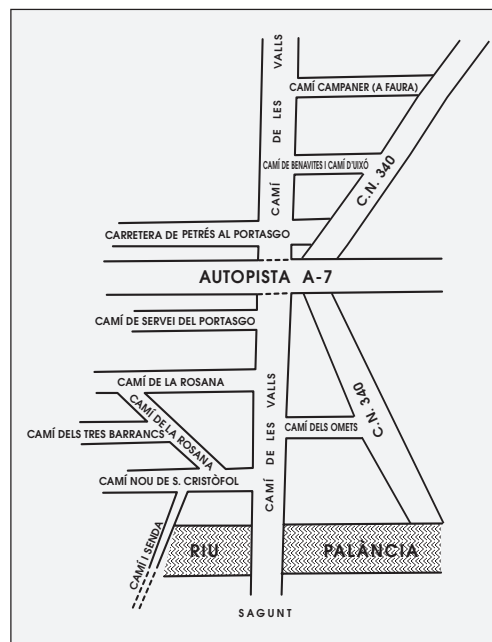 CAMÍ DE LES VALLS
CAMÍ CAMPANER (A FAURA)
CAMÍ DE BENAVITES I CAMÍ D'UIXÓ
C.N. 340
CARRETERA DE PETRÉS AL PORTASGO
AUTOPISTA A-7
CAMÍ DE SERVEI DEL PORTASGO
CAMÍ DE LA ROSANA
CAMÍ DE LES VALLS
C.N. 340
CAMÍ DE LA ROSANA
CAMÍ DELS OMETS
CAMÍ DELS TRES BARRANCS
CAMÍ NOU DE S. CRISTÒFOL
CAMÍ I SENDA
RIU PALÀNCIA
SAGUNT